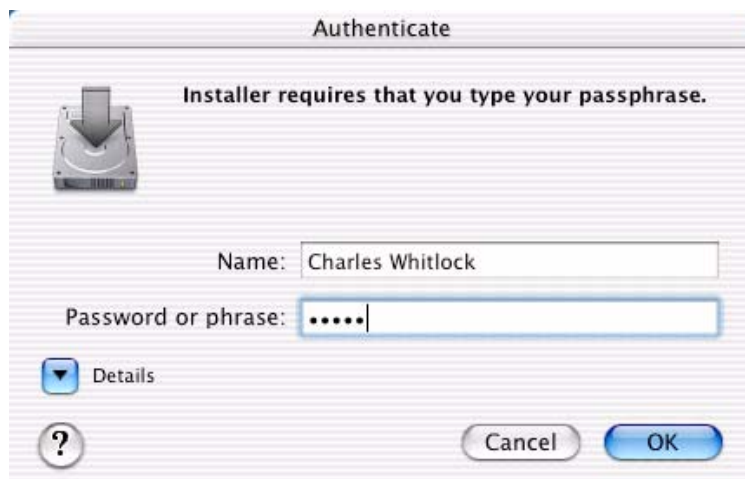 Authenticate
Installer requires that you type your passphrase.
Name: Charles Whitlock
Password or phrase: •••••
Details
?
Cancel OK